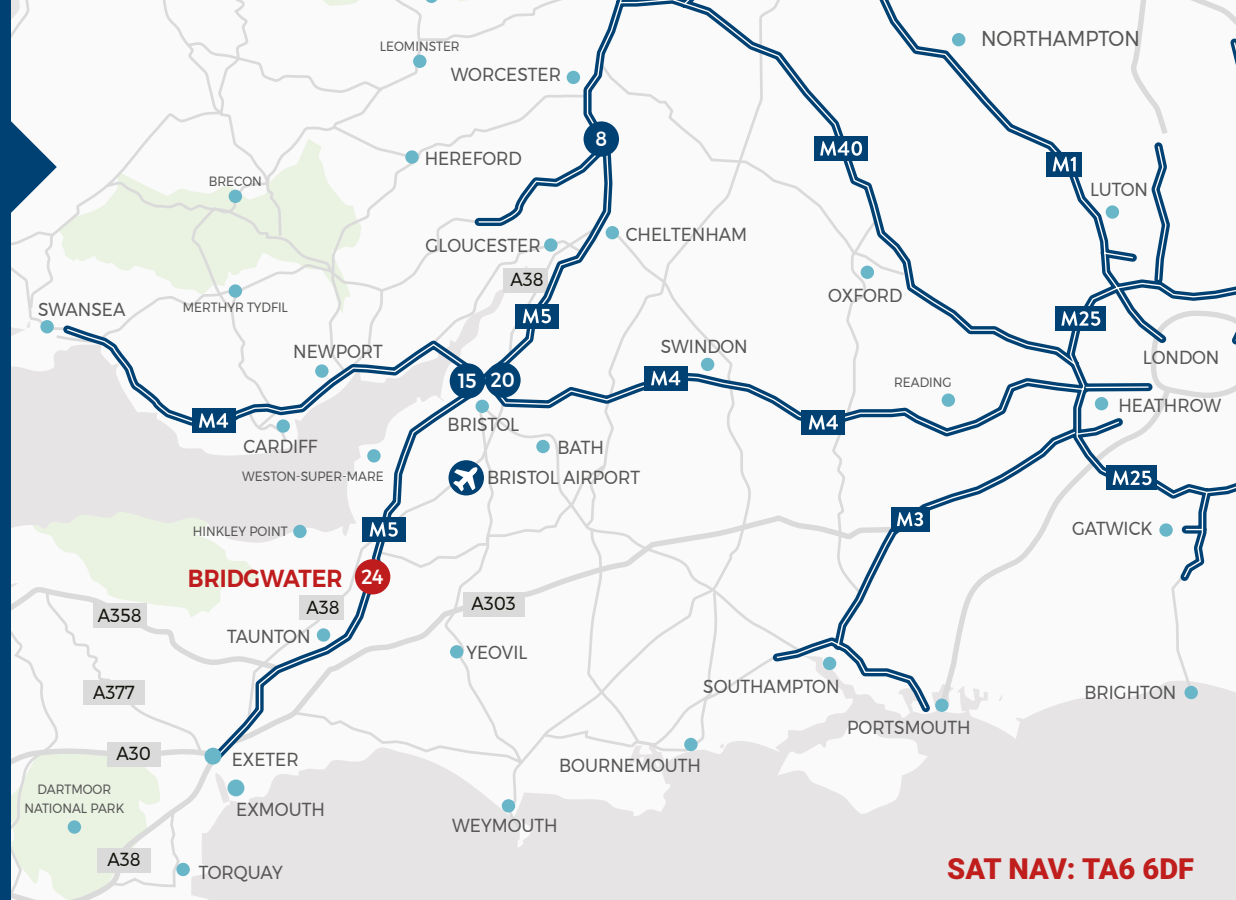 NORTHAMPTON
LEOMINSTER
WORCESTER
8
M40
HEREFORD
M1
BRECON
LUTON
GLOUCESTER
CHELTENHAM
A38
OXFORD
SWANSEA
MERTHYR TYDFIL
M5
M25
NEWPORT
SWINDON
LONDON
15
20
M4
READING
HEATHROW
M4
M4
BRISTOL
CARDIFF
BATH
WESTON-SUPER-MARE
BRISTOL AIRPORT
M25
M3
HINKLEY POINT
M5
GATWICK
BRIDGWATER
24
A358
A38
A303
TAUNTON
YEOVIL
A377
SOUTHAMPTON
BRIGHTON
PORTSMOUTH
A30
EXETER
BOURNEMOUTH
DARTMOOR
NATIONAL PARK
EXMOUTH
WEYMOUTH
A38
TORQUAY
SAT NAV: TA6 6DF